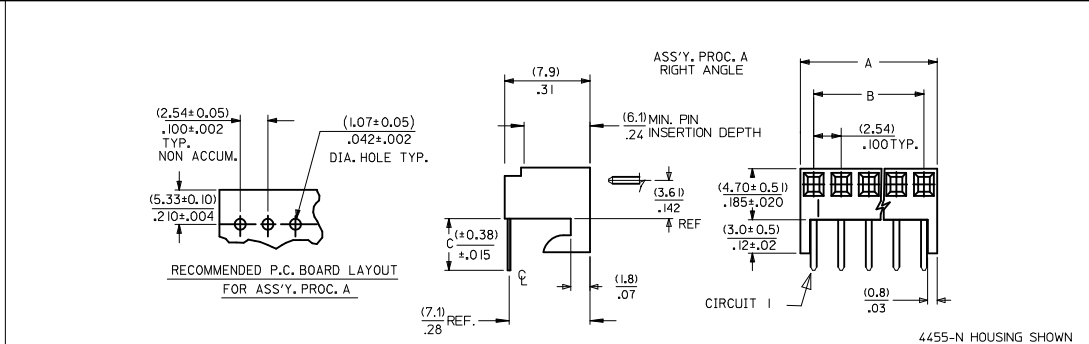 (2.54±0.05)
.100±.002
TYP.
NON ACCUM.
(1.07±0.05)
.042±.002
DIA. HOLE TYP.
(5.33±0.10)
.210±.004
RECOMMENDED P.C. BOARD LAYOUT
FOR ASS'Y. PROC. A
(7.9)
.31
(6.1) MIN. PIN
.24 INSERTION DEPTH
(3.61)
.142
REF
C (±0.38)
±.015
℄
(1.8)
.07
(7.1) REF.
.28
ASS'Y. PROC. A
RIGHT ANGLE
A
B
(2.54)
.100 TYP.
(4.70±0.51)
.185±.020
(3.0±0.5)
.12±.02
CIRCUIT 1
(0.8)
.03
4455-N HOUSING SHOWN